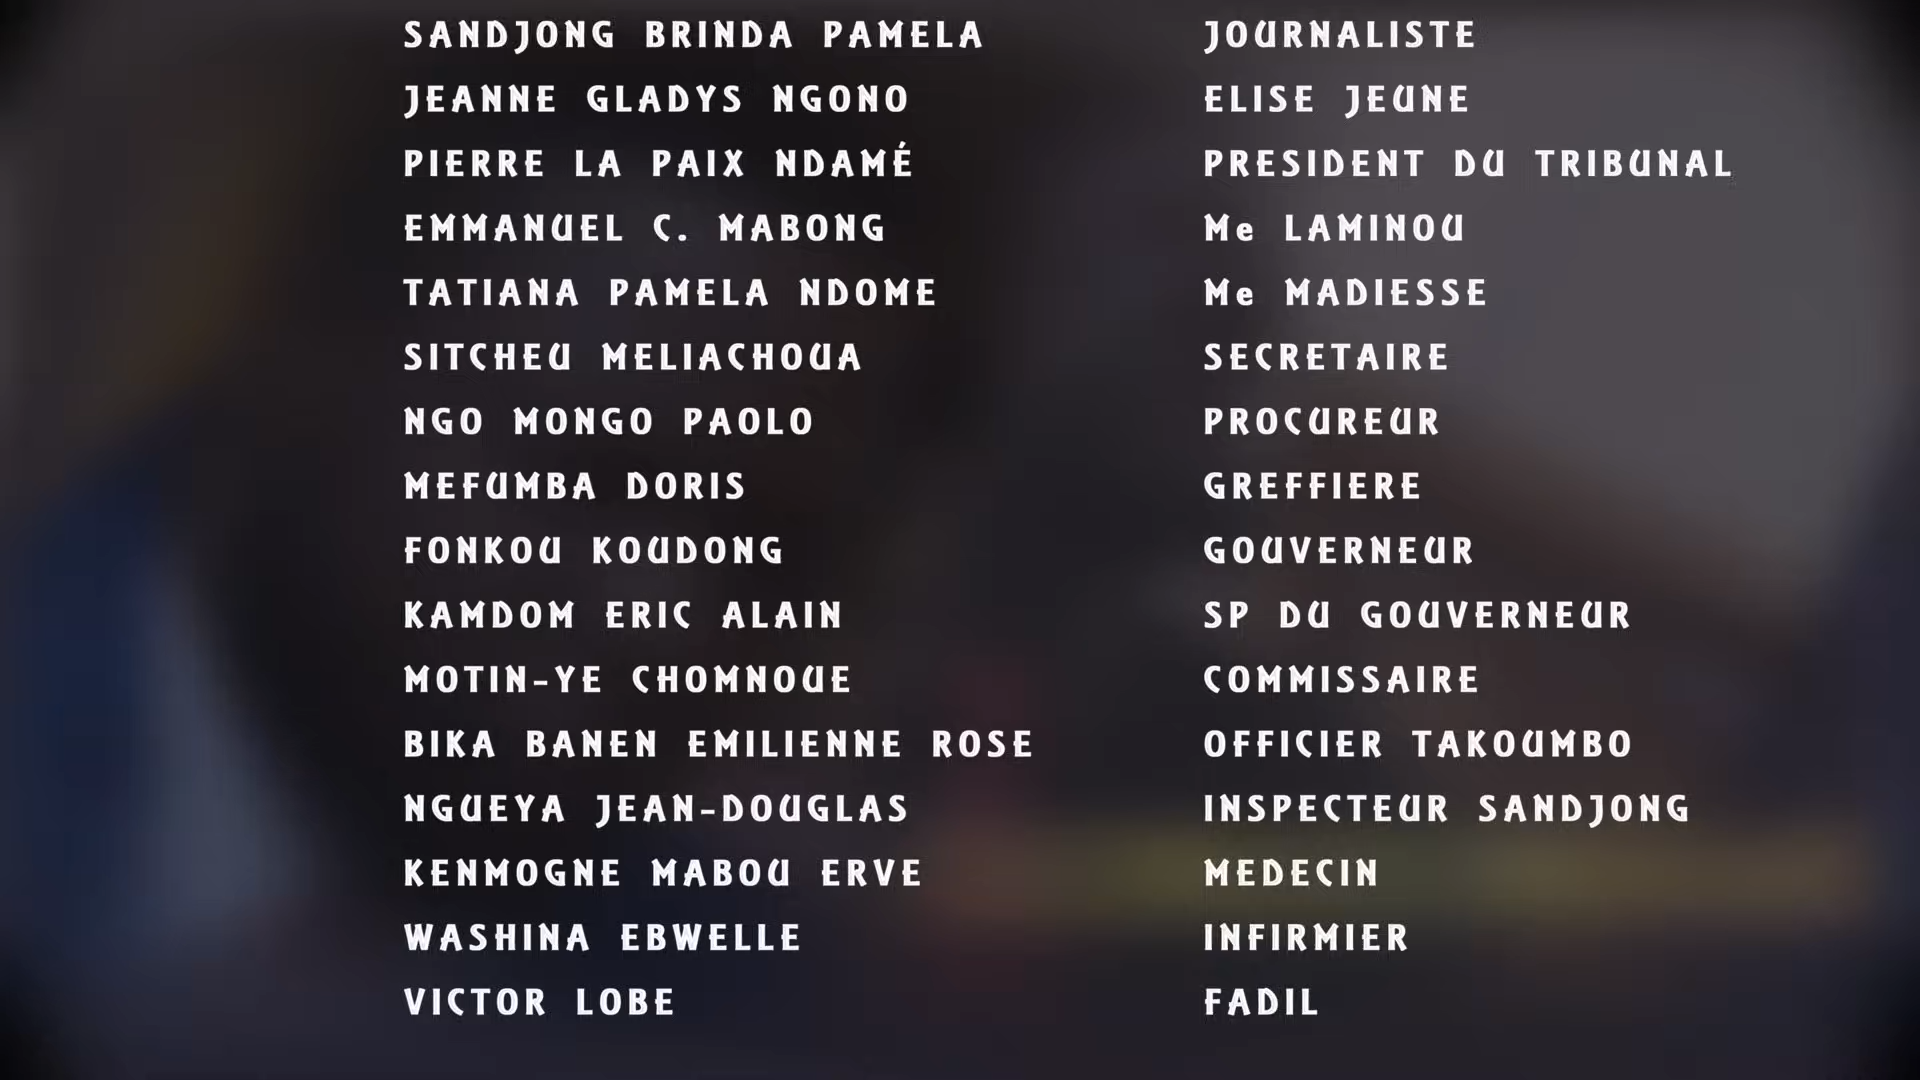 SANDJONG BRINDA PAMELA JOURNALISTE
JEANNE GLADYS NGONO ELISE JEUNE
PIERRE LA PAIX NDAMÉ PRESIDENT DU TRIBUNAL
EMMANUEL C. MABONG Me LAMINOU
TATIANA PAMELA NDOME Me MADIESSE
SITCHEU MELIACHOUA SECRETAIRE
NGO MONGO PAOLO PROCUREUR
MEFUMBA DORIS GREFFIERE
FONKOU KOUDONG GOUVERNEUR
KAMDOM ERIC ALAIN SP DU GOUVERNEUR
MOTIN-YE CHOMNOUE COMMISSAIRE
BIKA BANEN EMILIENNE ROSE OFFICIER TAKOUMBO
NGUEYA JEAN-DOUGLAS INSPECTEUR SANDJONG
KENMOGNE MABOU ERVE MEDECIN
WASHINA EBWELLE INFIRMIER
VICTOR LOBE FADIL